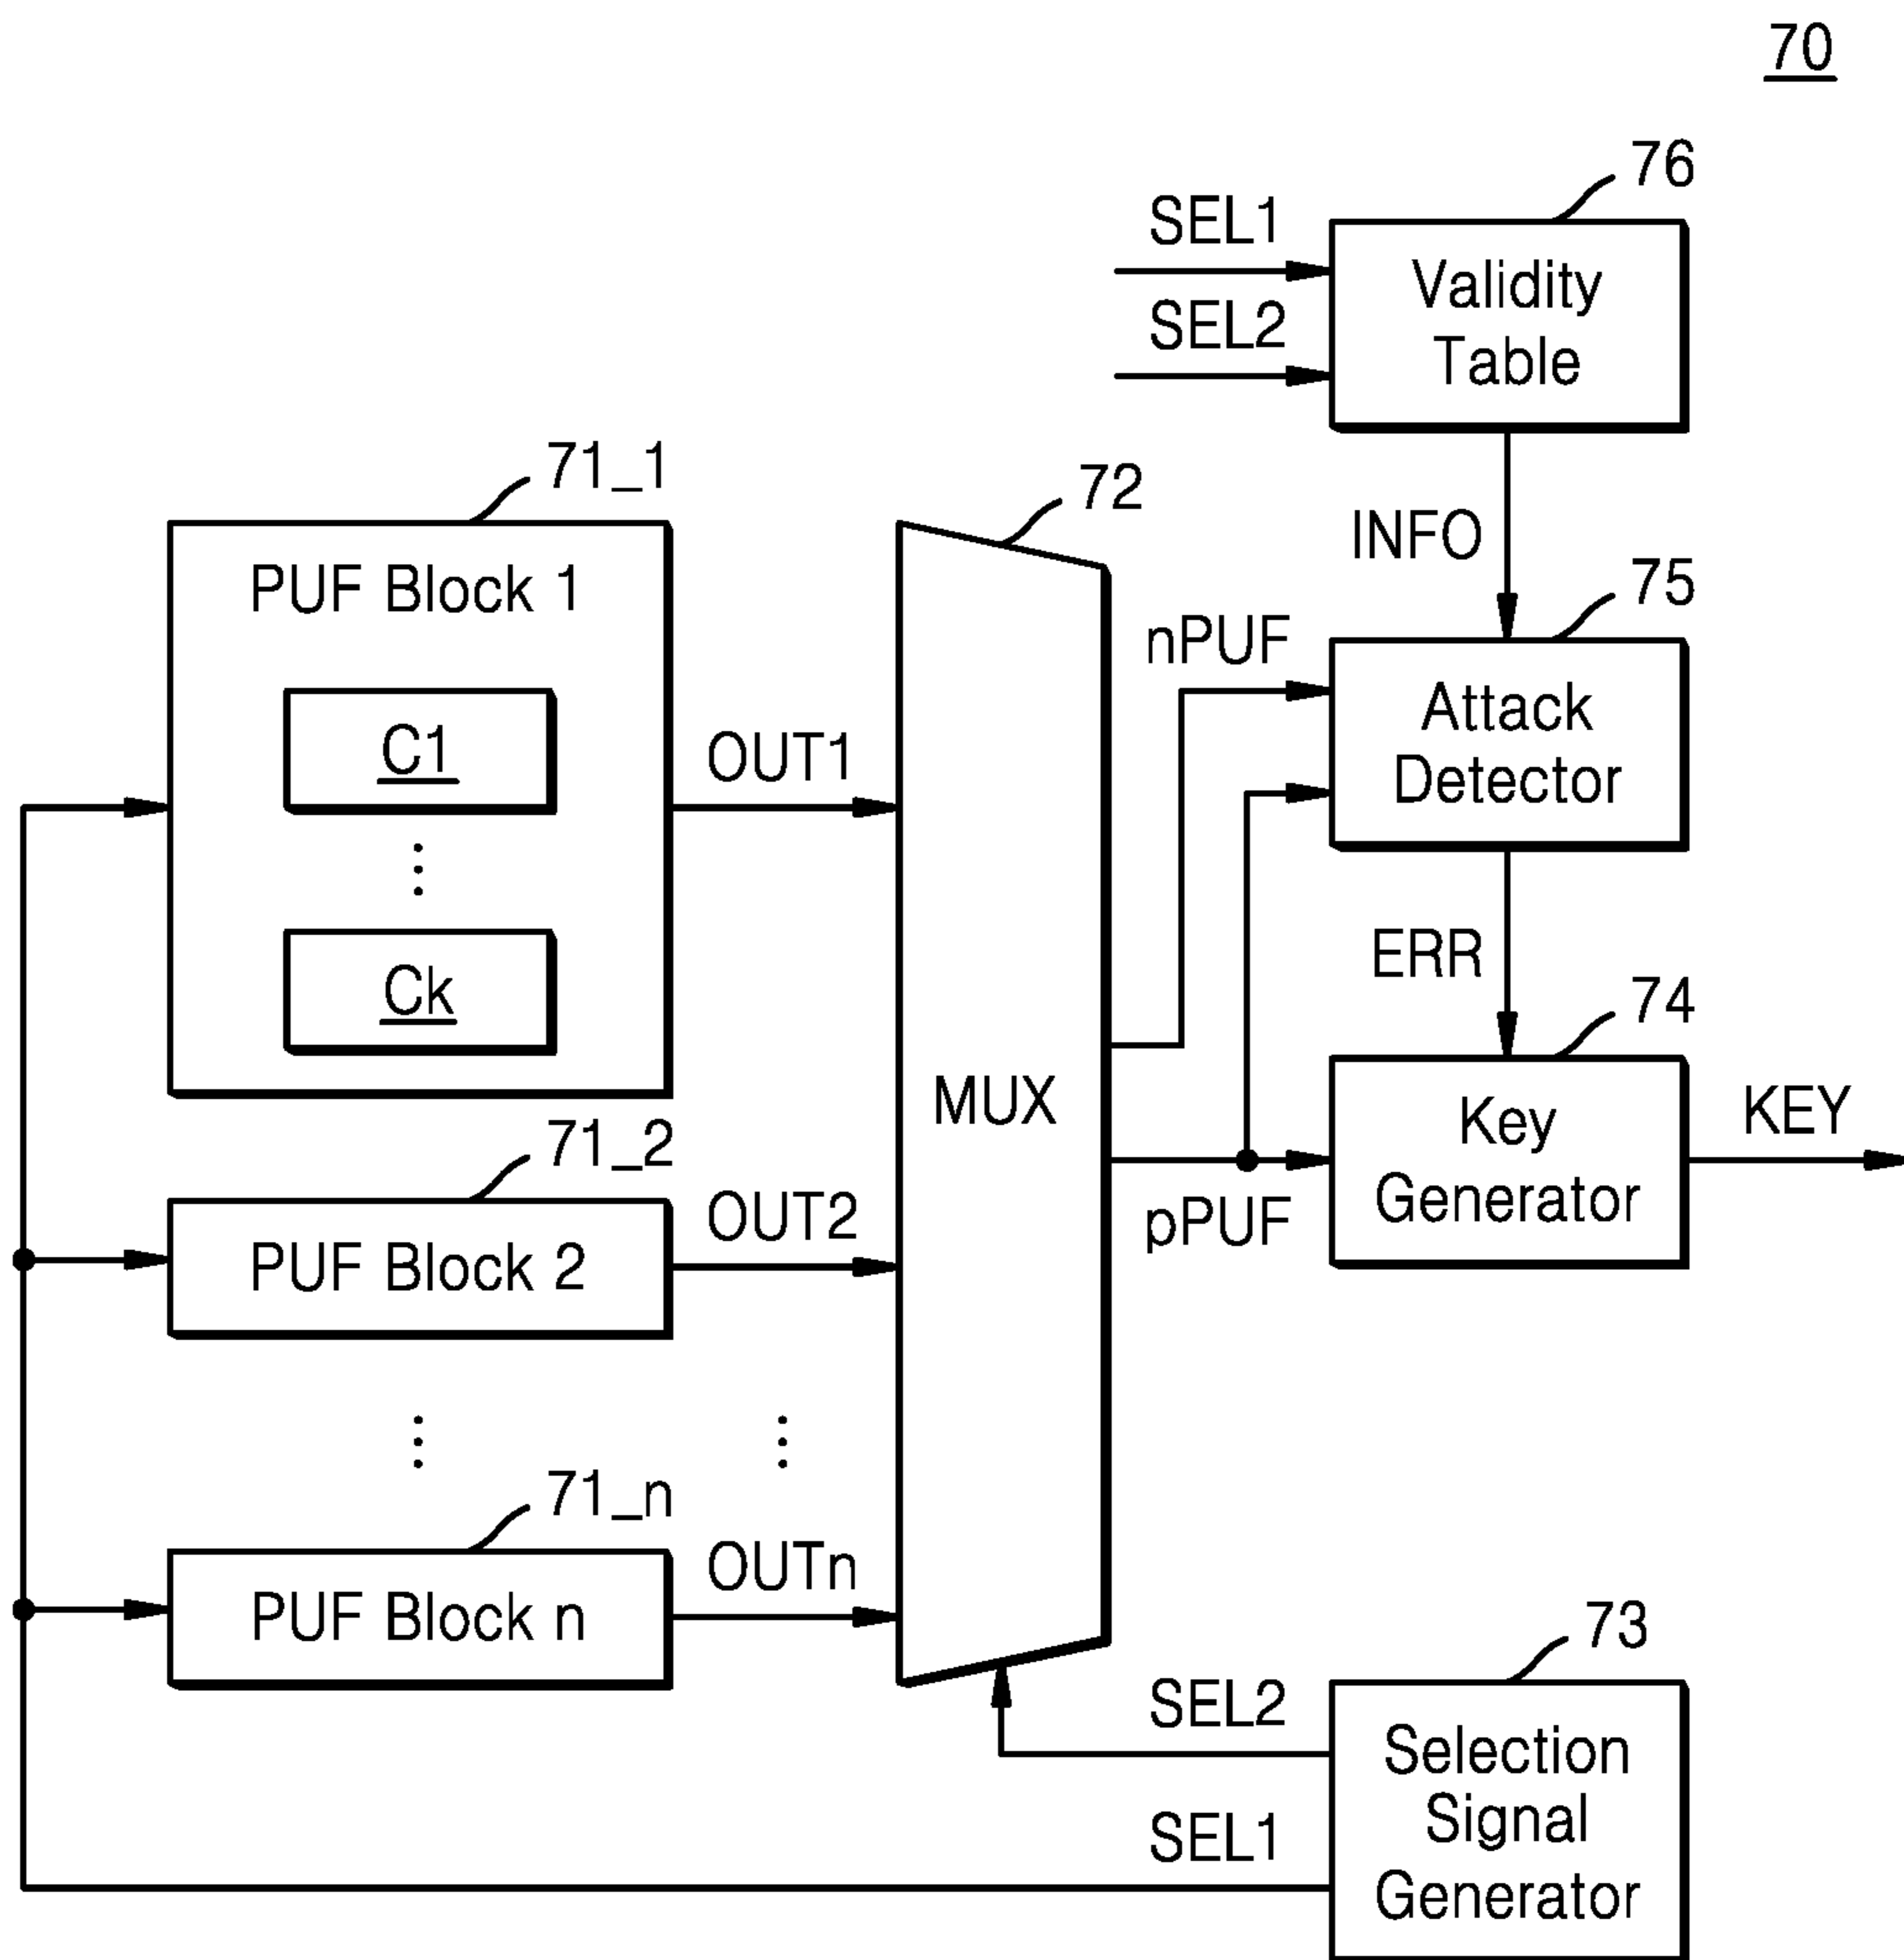 70
76
SEL1
SEL2
Validity
Table
71_1
72
INFO
75
PUF Block 1
nPUF
Attack
Detector
C1
OUT1
ERR
Ck
74
MUX
Key
Generator
KEY
71_2
OUT2
pPUF
PUF Block 2
71_n
OUTn
PUF Block n
73
SEL2
SEL1
Selection
Signal
Generator